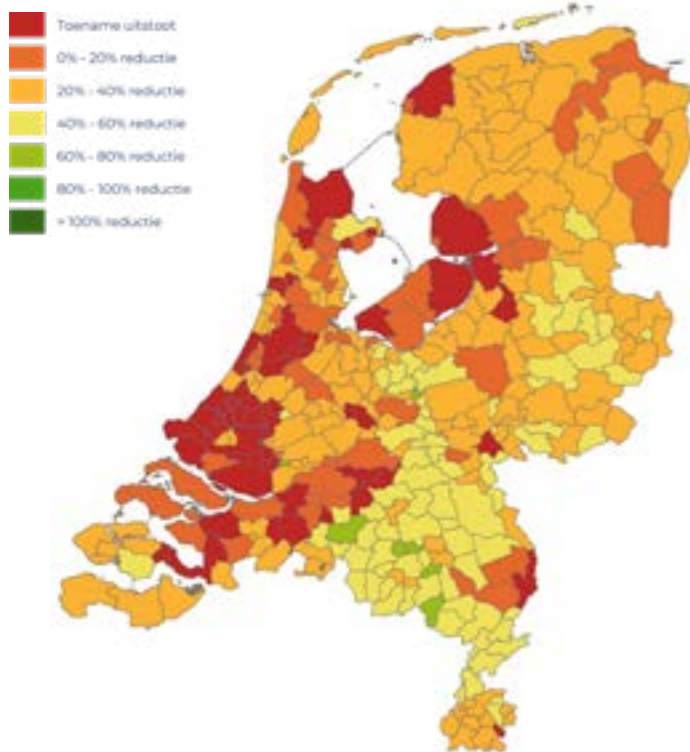 Toename uitstoot
0% - 20% reductie
20% - 40% reductie
40% - 60% reductie
60% - 80% reductie
80% - 100% reductie
> 100% reductie